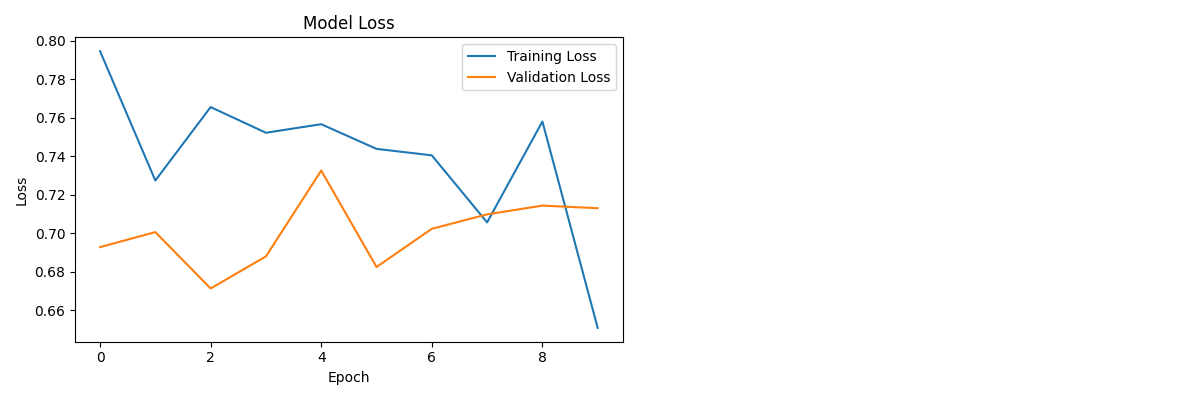 Model Loss
Training Loss
Validation Loss
0.80
0.78
0.76
0.74
0.72
0.70
0.68
0.66
Loss
0 2 4 6 8
Epoch